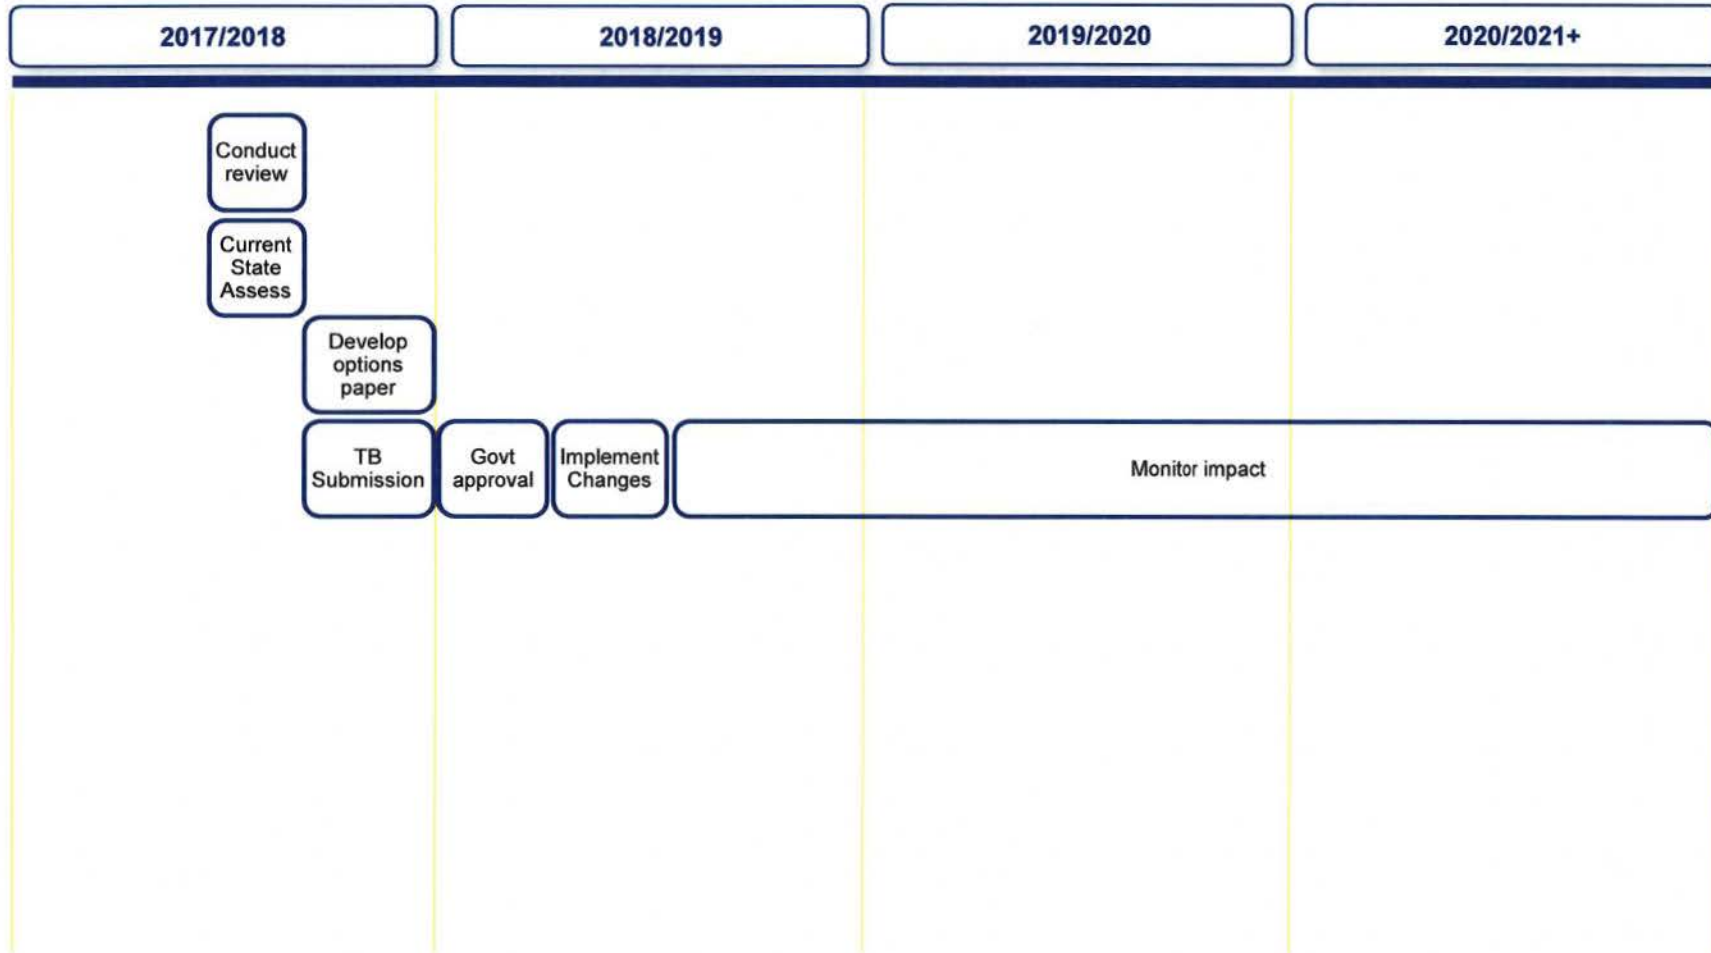 2017/2018
2018/2019
2019/2020
2020/2021+
Conduct
review
Current
State
Assess
Develop
options
paper
TB
Submission
Govt
approval
Implement
Changes
Monitor impact